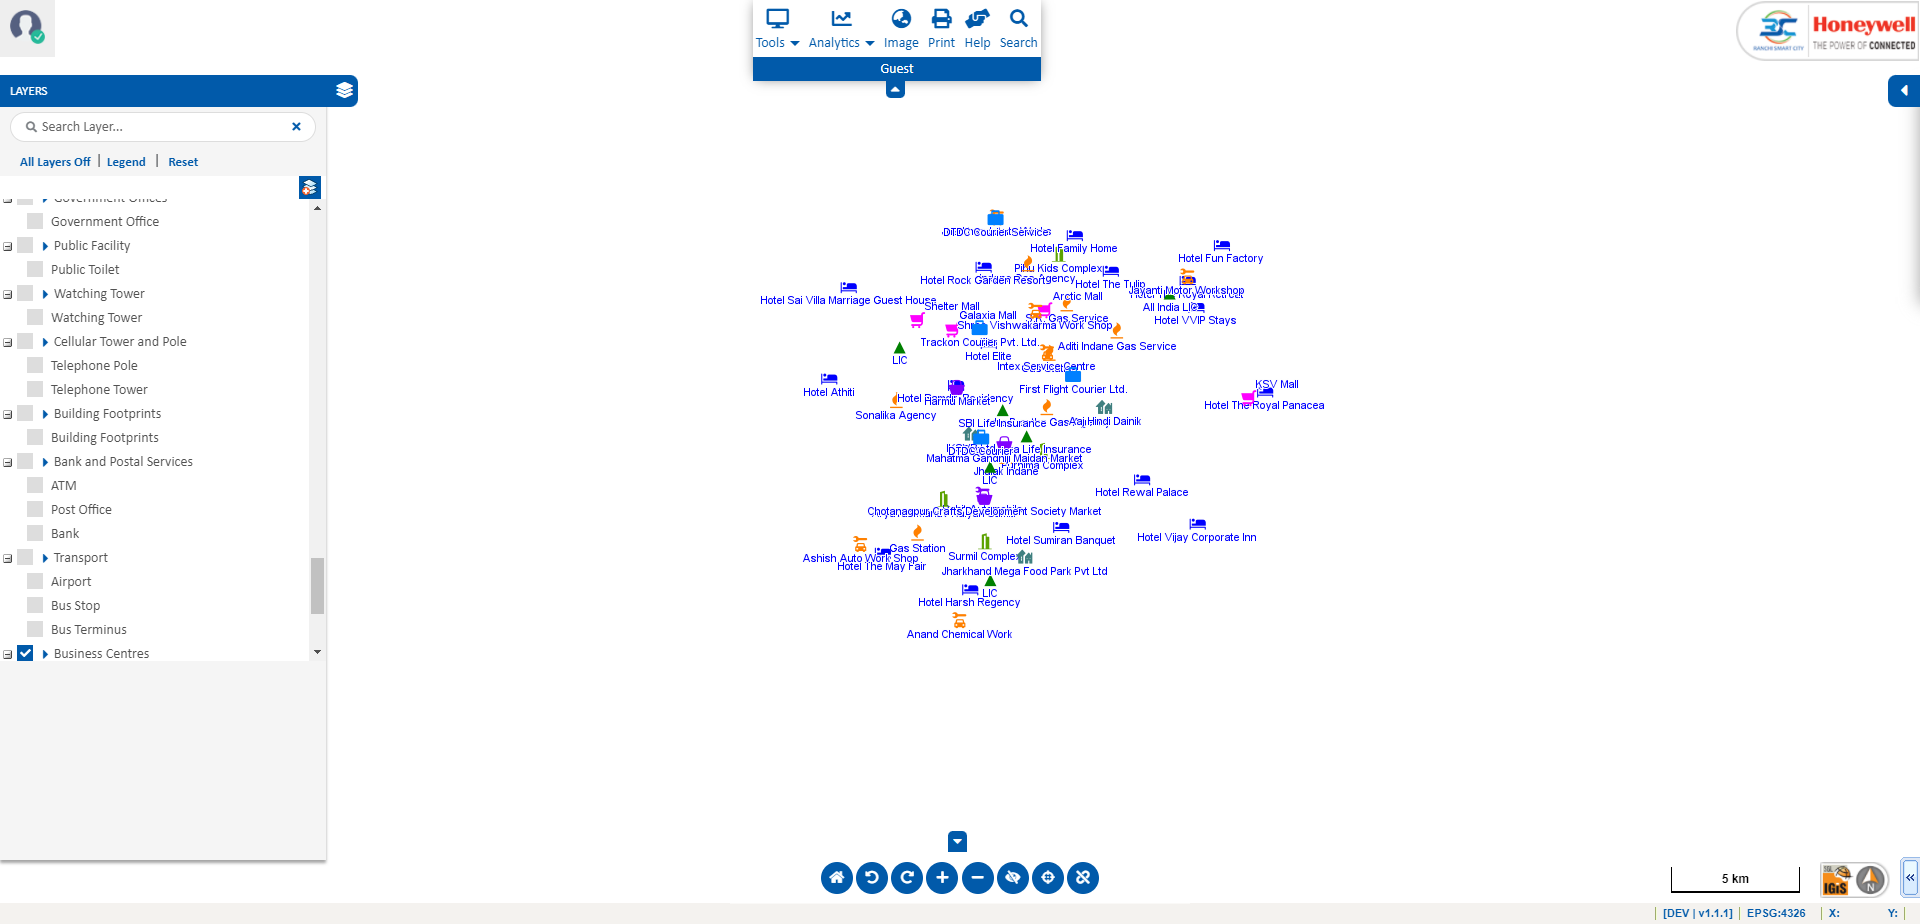 Tools
Analytics
Image
Print
Help
Search
Guest
RANCHI SMART CITY
Honeywell
THE POWER OF CONNECTED
LAYERS
Search Layer...
All Layers Off | Legend | Reset
Government Offices
Government Office
Public Facility
Public Toilet
Watching Tower
Watching Tower
Cellular Tower and Pole
Telephone Pole
Telephone Tower
Building Footprints
Building Footprints
Bank and Postal Services
ATM
Post Office
Bank
Transport
Airport
Bus Stop
Bus Terminus
Business Centres
DTDC Courier Service
Hotel Family Home
Hotel Fun Factory
Pihu Kids Complex
Hotel Rock Garden Resort
Agency
Hotel The Tulip
Jayanti Motor Workshop
Hotel Sai Villa Marriage Guest House
Arctic Mall
Shelter Mall
All India LIC
Galaxia Mall
Gas Service
Hotel VVIP Stays
Vishwakarma Work Shop
Trackon Courier Pvt. Ltd.
Aditi Indane Gas Service
Hotel Elite
LIC
Intex Service Centre
KSV Mall
First Flight Courier Ltd.
Hotel Athiti
Harmu Market
Hotel The Royal Panacea
Sonalika Agency
SBI Life Insurance
Aaj Hindi Dainik
Life Insurance
DTDC Courier
Mahatma Gandhiji Maidan Market
Purnima Complex
Jhalak Indane
LIC
Hotel Rewal Palace
Chotanagpur Crafts Development Society Market
Hotel Vijay Corporate Inn
Hotel Sumiran Banquet
Gas Station
Surmil Complex
Ashish Auto Work Shop
Hotel The May Fair
Jharkhand Mega Food Park Pvt Ltd
LIC
Hotel Harsh Regency
Anand Chemical Work
5 km
IGiS
N
[DEV | v1.1.1]
EPSG:4326
X:
Y: